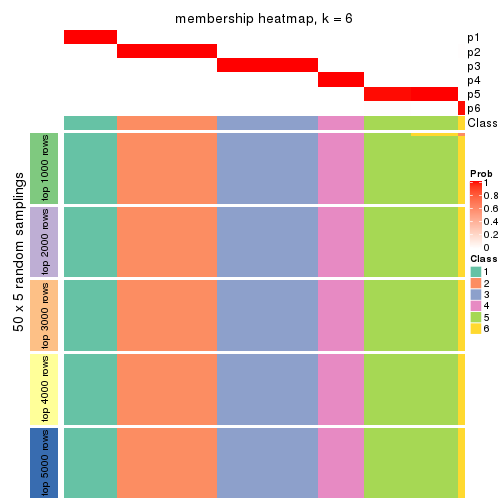 membership heatmap, k = 6
p1
p2
p3
p4
p5
p6
Class
50 x 5 random samplings
top 1000 rows
top 2000 rows
top 3000 rows
top 4000 rows
top 5000 rows
Prob
1
0.8
0.6
0.4
0.2
0
Class
1
2
3
4
5
6